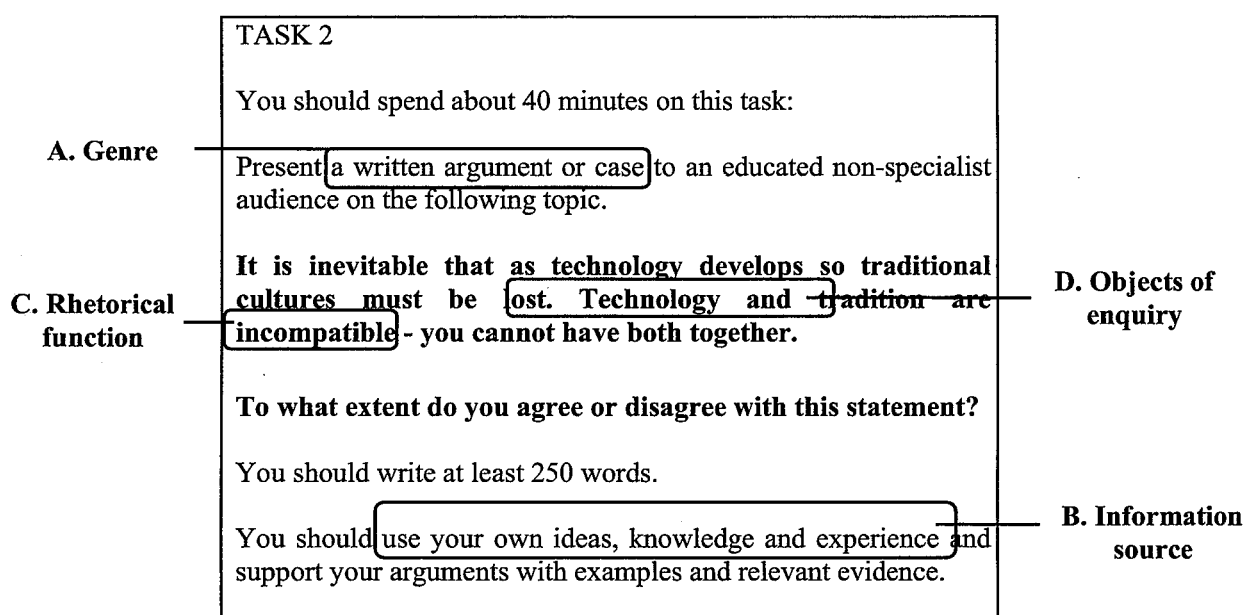 TASK 2
You should spend about 40 minutes on this task:
A. Genre
Present a written argument or case to an educated non-specialist
audience on the following topic.
It is inevitable that as technology develops so traditional
cultures must be lost. Technology and tradition are
incompatible - you cannot have both together.
C. Rhetorical
function
D. Objects of
enquiry
To what extent do you agree or disagree with this statement?
You should write at least 250 words.
You should use your own ideas, knowledge and experience and
support your arguments with examples and relevant evidence.
B. Information
source